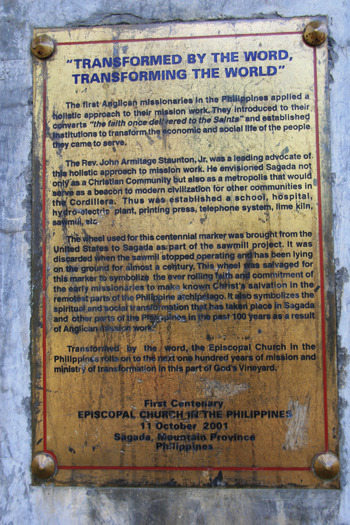 "TRANSFORMED BY THE WORD,
TRANSFORMING THE WORLD"
The first Anglican missionaries in the Philippines applied a
holistic approach to their mission work. They introduced to their
converts "the faith once delivered to the Saints" and established
institutions to transform the economic and social life of the people
they came to serve.
The Rev. John Armitage Staunton, Jr. was a leading advocate of
this holistic approach to mission work. He envisioned Sagada not
only as a Christian Community but also as a metropolis that would
serve as a beacon to modern civilization for other communities in
the Cordillera. Thus was established a school, hospital,
hydro-electric plant, printing press, telephone system, lime kiln,
sawmill, etc
The wheel used for this centennial marker was brought from the
United States to Sagada as part of the sawmill project. It was
discarded when the sawmill stopped operating and has been lying
on the ground for almost a century. This wheel was salvaged for
this marker to symbolize the ever rolling faith and commitment of
the early missionaries to make known Christ's salvation in the
remotest parts of the Philippine archipelago. It also symbolizes the
spiritual and social transformation that has taken place in Sagada
and other parts of the Philippines in the past 100 years as a result
of Anglican mission work.
Transformed by the word, the Episcopal Church in the
Philippines rolls on to the next one hundred years of mission and
ministry of transformation in this part of God's Vineyard.
First Centenary
EPISCOPAL CHURCH IN THE PHILIPPINES
11 October 2001
Sagada, Mountain Province
Philippines